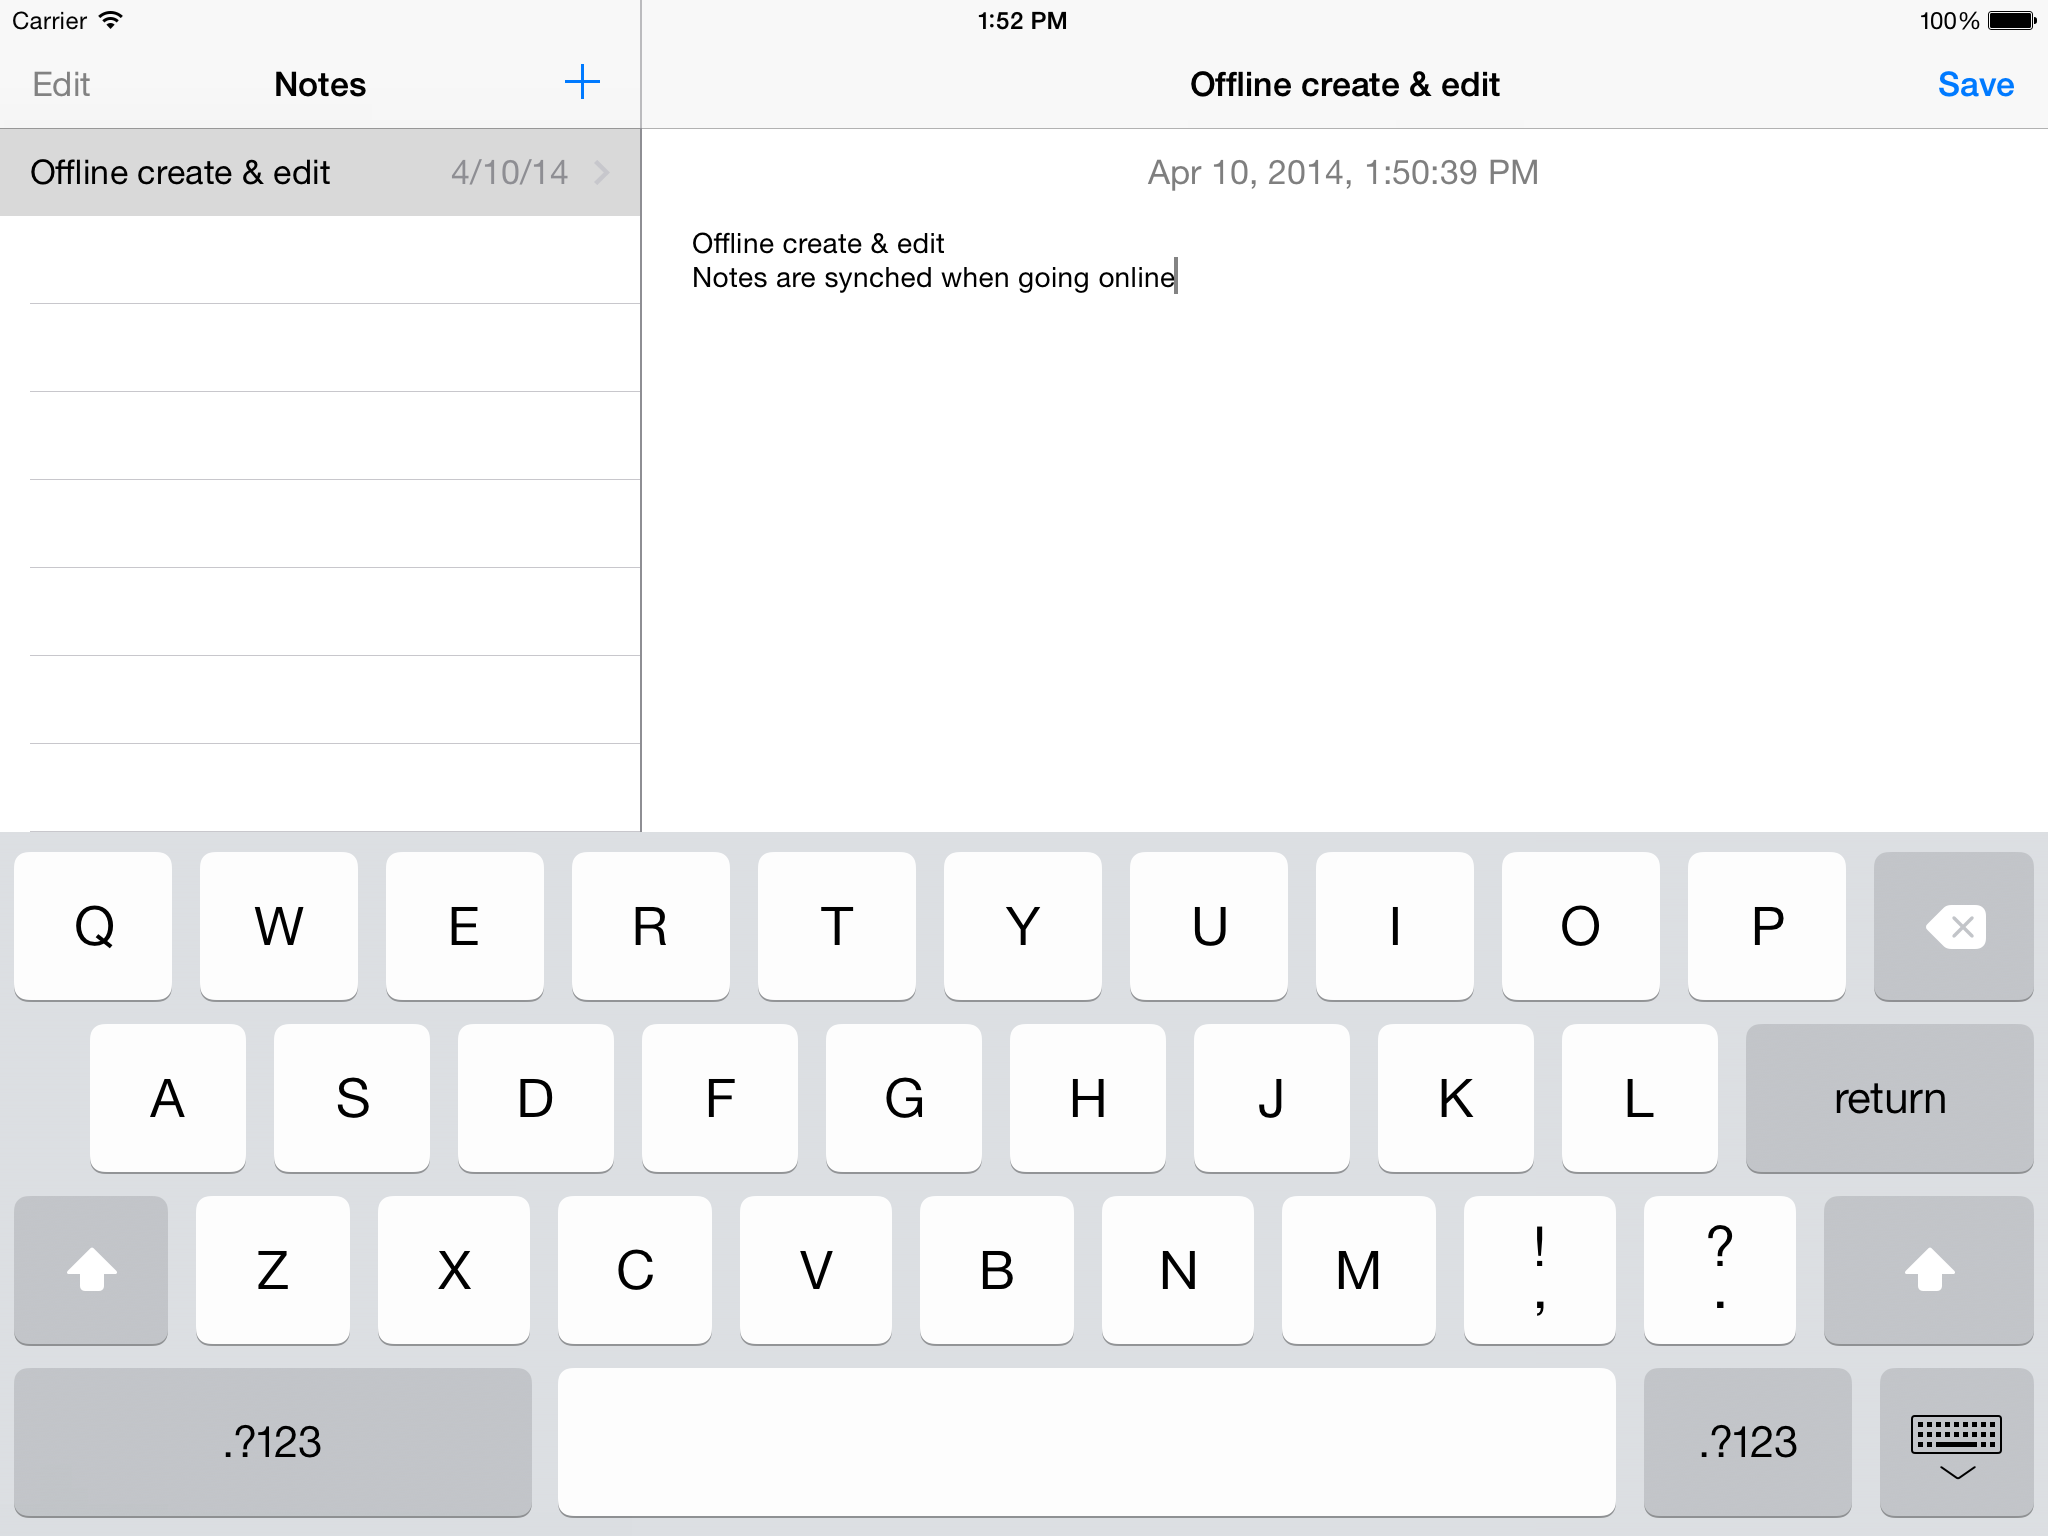 Carrier 1:52 PM 100%
Edit Notes + Offline create & edit Save
Offline create & edit 4/10/14
Apr 10, 2014, 1:50:39 PM
Offline create & edit
Notes are synched when going online
Q W E R T Y U I O P
A S D F G H J K L return
Z X C V B N M ! , ? .
.?123 .?123